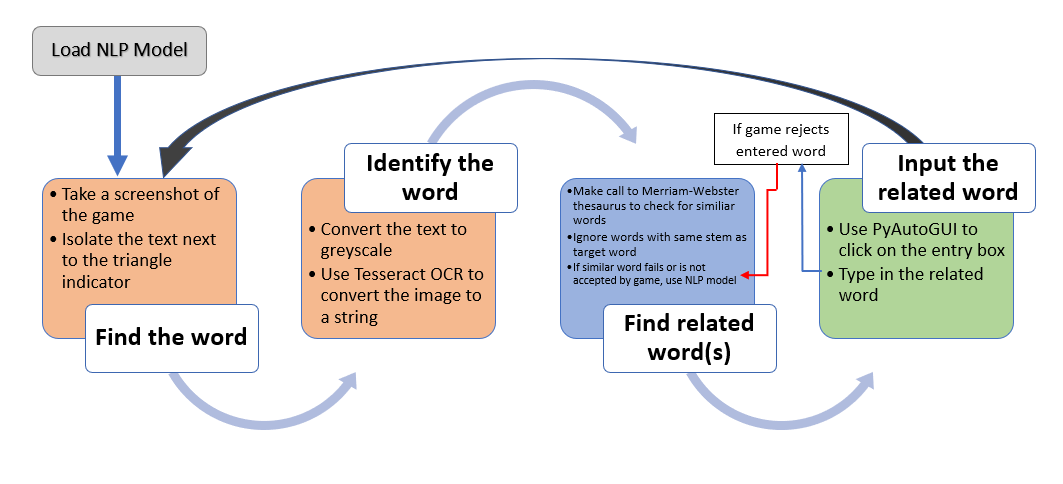 Load NLP Model
• Take a screenshot of
the game
• Isolate the text next
to the triangle
indicator
Find the word
Identify the
word
• Convert the text to
greyscale
• Use Tesseract OCR to
convert the image to
a string
•Make call to Merriam-Webster
thesaurus to check for similiar
words
•Ignore words with same stem as
target word
•If similar word fails or is not
accepted by game, use NLP model
Find related
word(s)
If game rejects
entered word
Input the
related word
• Use PyAutoGUI to
click on the entry box
• Type in the related
word